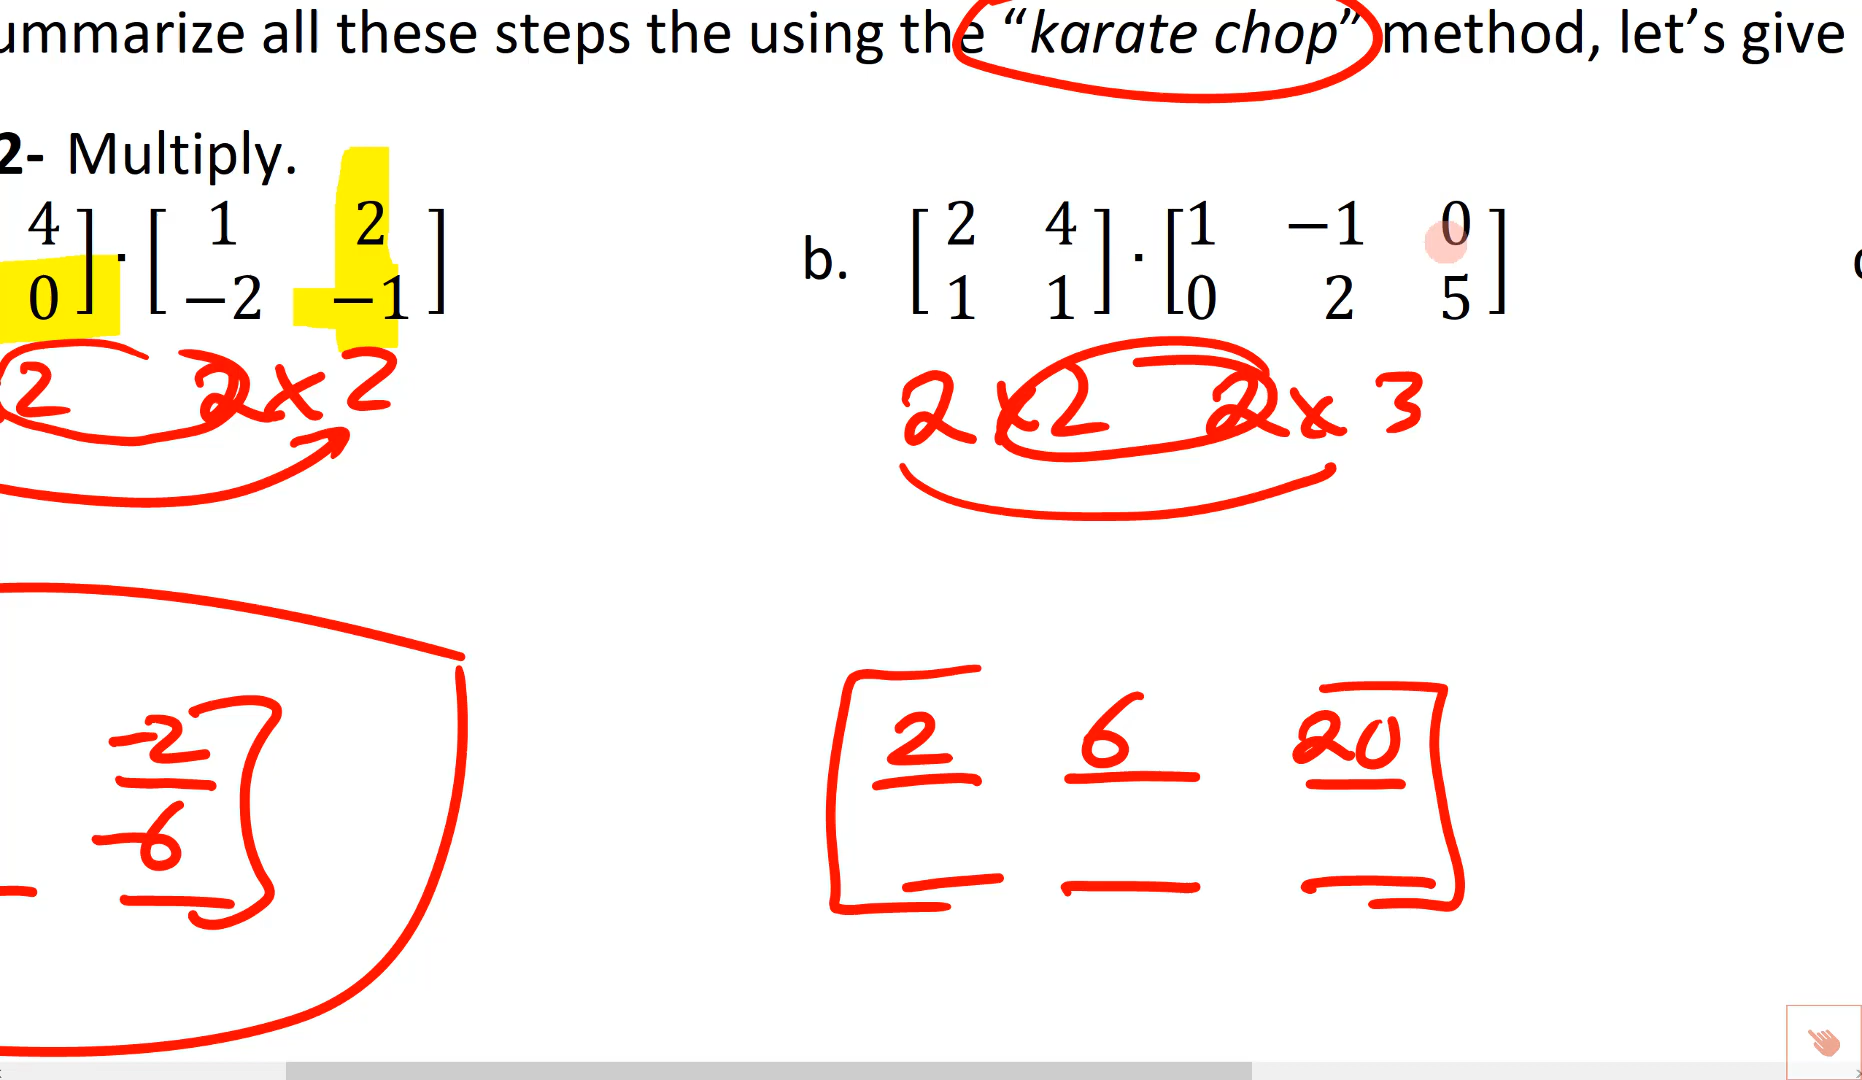 ummarize all these steps the using the “karate chop” method, let’s give
2- Multiply.
4 ] · [ 1 2 ]
0 −2 −1
2 2x2
-2
-6
b. [ 2 4 ] · [ 1 −1 0 ]
1 1 0 2 5
2x2 2x3
2 6 20